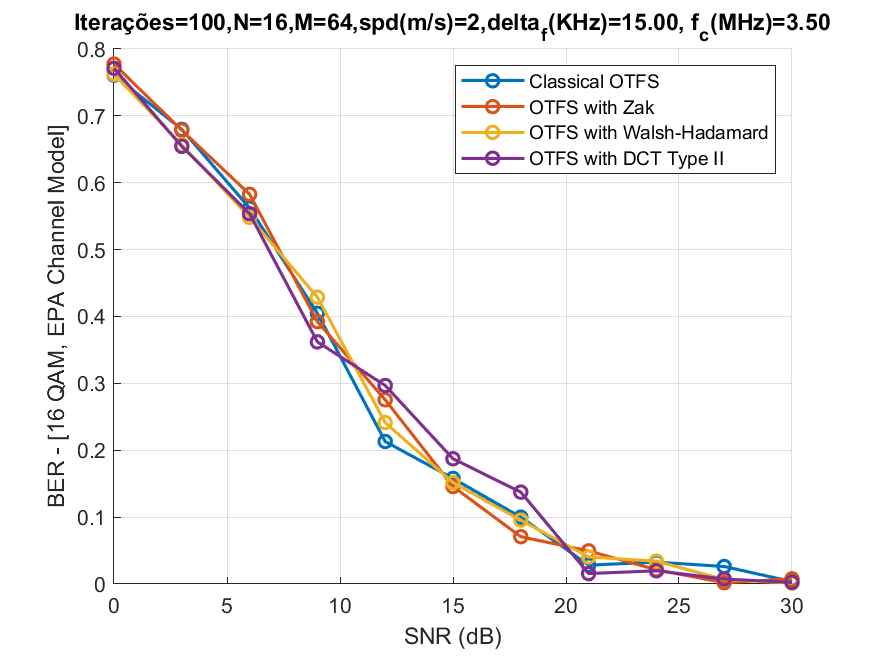 Iterações=100,N=16,M=64,spd(m/s)=2,delta_f(KHz)=15.00, f_c(MHz)=3.50
Classical OTFS
OTFS with Zak
OTFS with Walsh-Hadamard
OTFS with DCT Type II
BER - [16 QAM, EPA Channel Model]
0.8
0.7
0.6
0.5
0.4
0.3
0.2
0.1
0
0 5 10 15 20 25 30
SNR (dB)